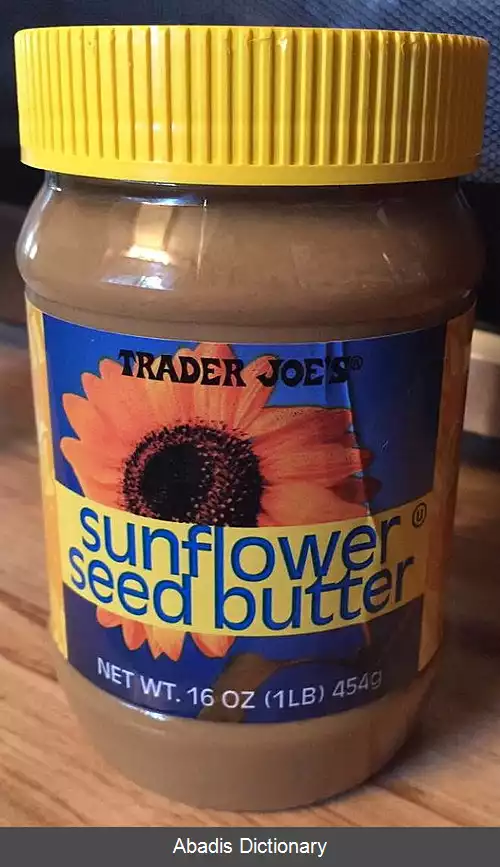 TRADER JOE'S®
sunflower Ⓤ
seed butter
NET WT. 16 OZ (1LB) 454g
Abadis Dictionary